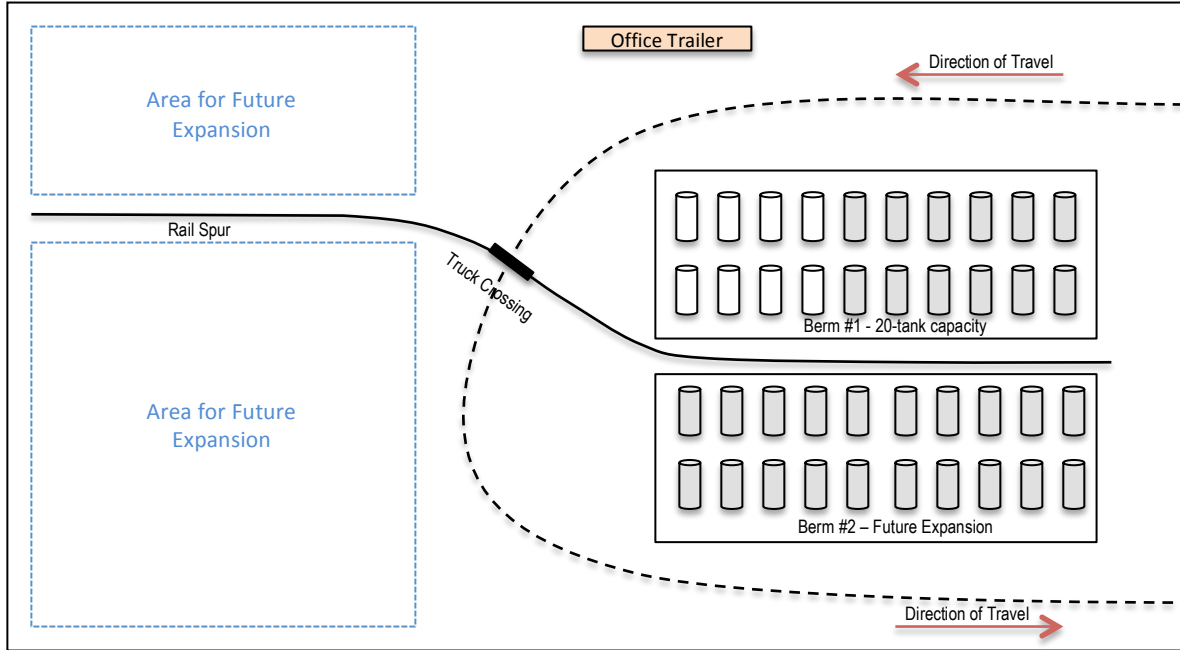 Office Trailer
Direction of Travel
Area for Future
Expansion
Rail Spur
Truck Crossing
Berm #1 - 20-tank capacity
Area for Future
Expansion
Berm #2 – Future Expansion
Direction of Travel